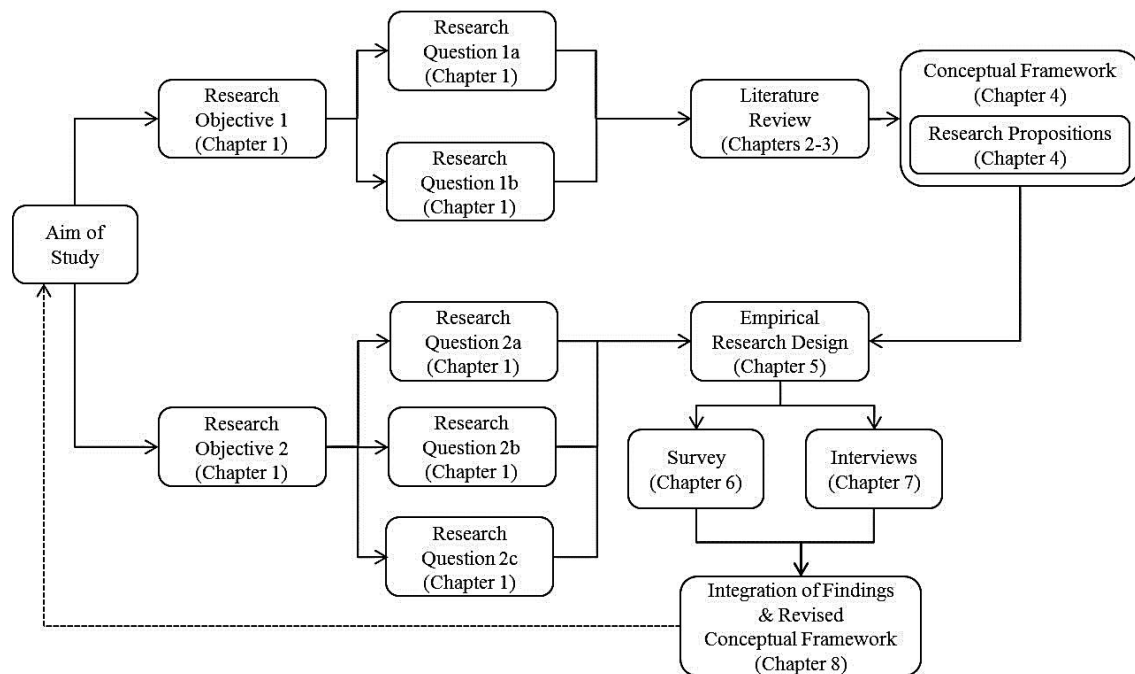 Research
Question 1a
(Chapter 1)
Research
Objective 1
(Chapter 1)
Literature
Review
(Chapters 2-3)
Conceptual Framework
(Chapter 4)
Research Propositions
(Chapter 4)
Research
Question 1b
(Chapter 1)
Aim of
Study
Research
Question 2a
(Chapter 1)
Empirical
Research Design
(Chapter 5)
Research
Objective 2
(Chapter 1)
Research
Question 2b
(Chapter 1)
Survey
(Chapter 6)
Interviews
(Chapter 7)
Research
Question 2c
(Chapter 1)
Integration of Findings
& Revised
Conceptual Framework
(Chapter 8)